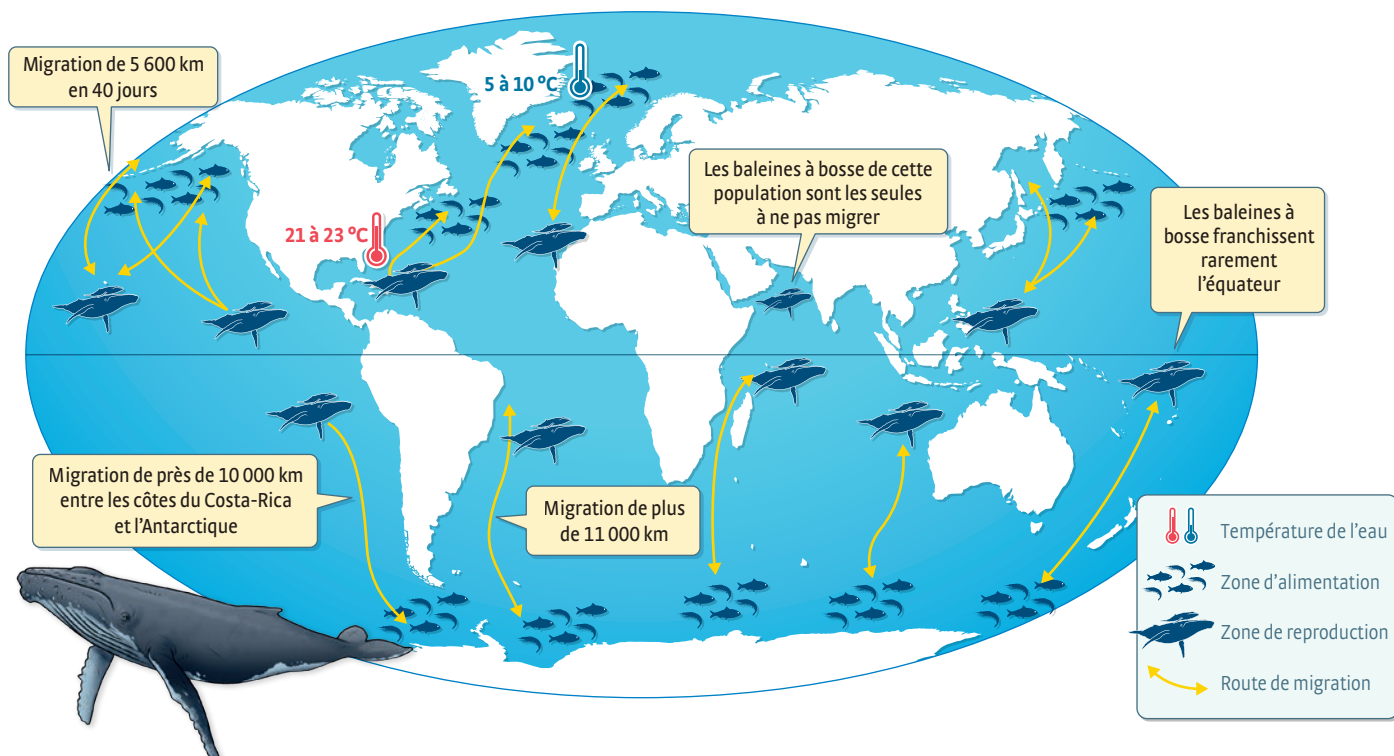 Migration de 5 600 km
en 40 jours
5 à 10 °C
21 à 23 °C
Les baleines à bosse de cette
population sont les seules
à ne pas migrer
Les baleines à
bosse franchissent
rarement
l'équateur
Migration de près de 10 000 km
entre les côtes du Costa-Rica
et l'Antarctique
Migration de plus
de 11 000 km
Température de l'eau
Zone d'alimentation
Zone de reproduction
Route de migration